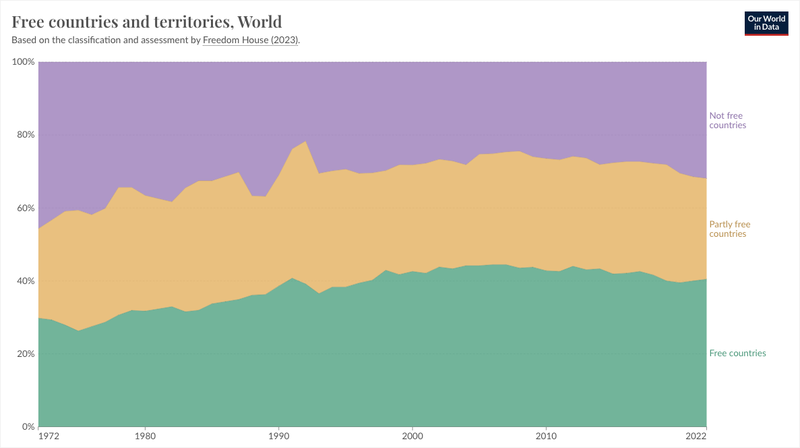 Free countries and territories, World
Our World
in Data
Based on the classification and assessment by Freedom House (2023).
100%
80%
60%
40%
20%
0%
Not free
countries
Partly free
countries
Free countries
1972
1980
1990
2000
2010
2022